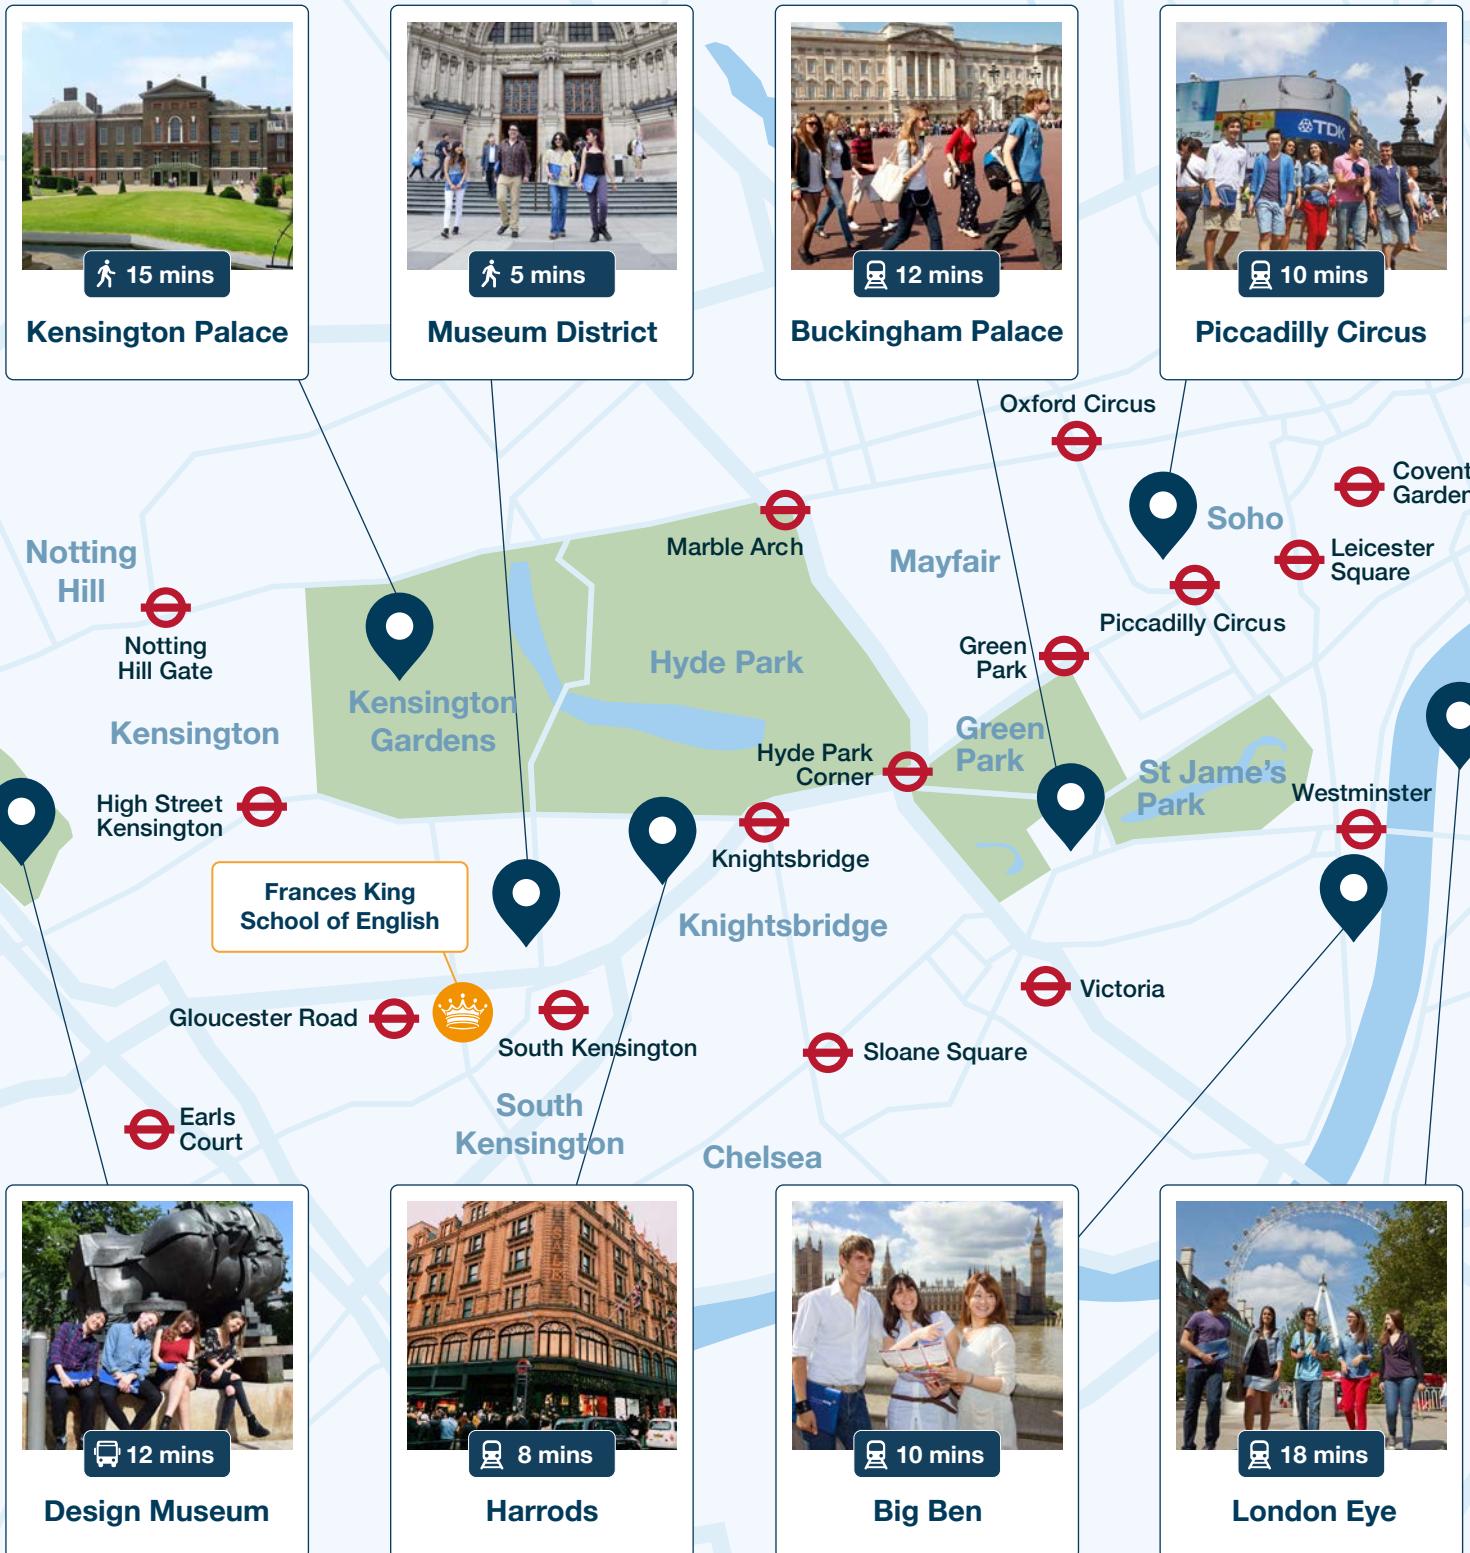 TDK
15 mins
Kensington Palace
5 mins
Museum District
12 mins
Buckingham Palace
10 mins
Piccadilly Circus
Oxford Circus
Covent
Garden
Soho
Leicester
Square
Marble Arch
Mayfair
Notting
Hill
Notting
Hill Gate
Piccadilly Circus
Green
Park
Hyde Park
Kensington
Gardens
Kensington
Hyde Park
Corner
Green
Park
St Jame's
Park
Westminster
High Street
Kensington
Knightsbridge
Frances King
School of English
Knightsbridge
Victoria
Gloucester Road
South Kensington
Sloane Square
Earls
Court
South
Kensington
Chelsea
12 mins
Design Museum
8 mins
Harrods
10 mins
Big Ben
18 mins
London Eye